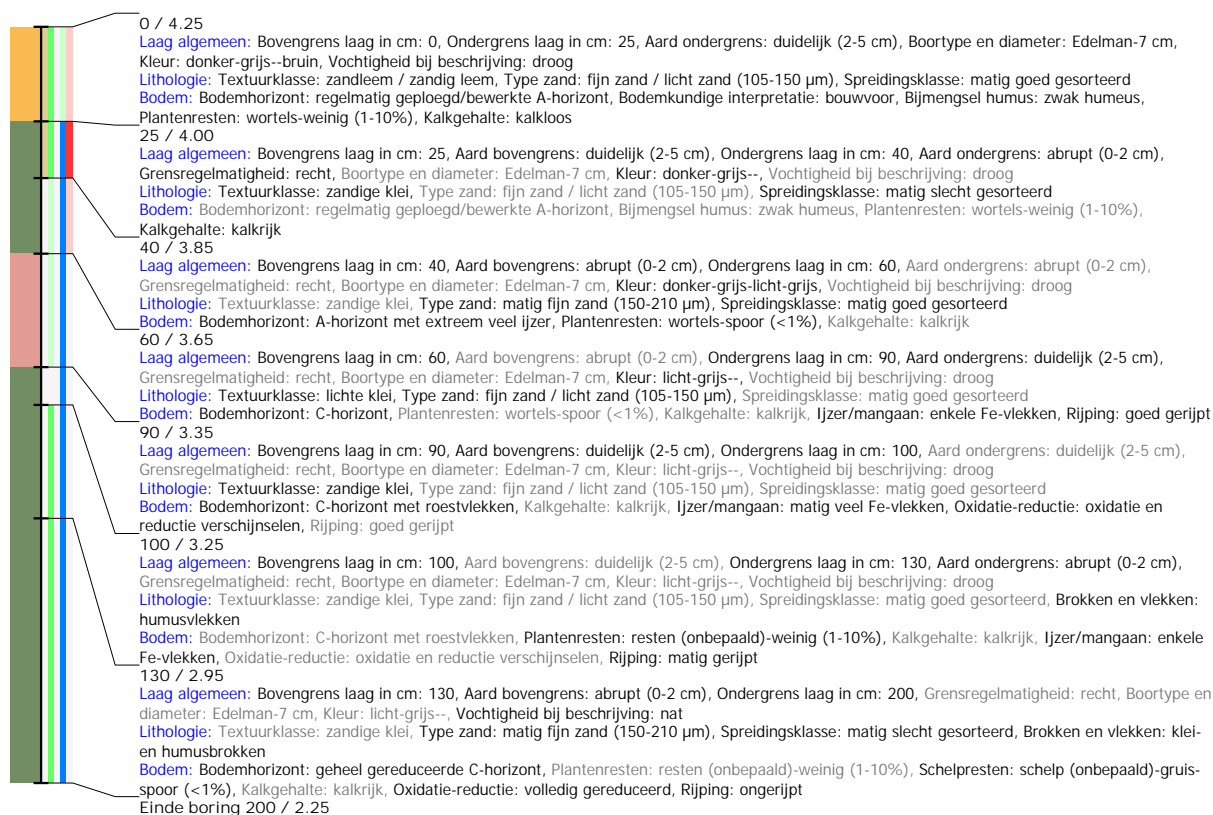 0 / 4.25
Laag algemeen: Bovengrens laag in cm: 0, Ondergrens laag in cm: 25, Aard ondergrens: duidelijk (2-5 cm), Boortype en diameter: Edelman-7 cm,
Kleur: donker-grijs--bruin, Vochtigheid bij beschrijving: droog
Lithologie: Textuurklasse: zandleem / zandig leem, Type zand: fijn zand / licht zand (105-150 µm), Spreidingsklasse: matig goed gesorteerd
Bodem: Bodemhorizont: regelmatig geploegd/bewerkte A-horizont, Bodemkundige interpretatie: bouwvoor, Bijmengsel humus: zwak humeus,
Plantenresten: wortels-weinig (1-10%), Kalkgehalte: kalkloos
25 / 4.00
Laag algemeen: Bovengrens laag in cm: 25, Aard bovengrens: duidelijk (2-5 cm), Ondergrens laag in cm: 40, Aard ondergrens: abrupt (0-2 cm),
Grensregelmatigheid: recht, Boortype en diameter: Edelman-7 cm, Kleur: donker-grijs--, Vochtigheid bij beschrijving: droog
Lithologie: Textuurklasse: zandige klei, Type zand: fijn zand / licht zand (105-150 µm), Spreidingsklasse: matig slecht gesorteerd
Bodem: Bodemhorizont: regelmatig geploegd/bewerkte A-horizont, Bijmengsel humus: zwak humeus, Plantenresten: wortels-weinig (1-10%),
Kalkgehalte: kalkrijk
40 / 3.85
Laag algemeen: Bovengrens laag in cm: 40, Aard bovengrens: abrupt (0-2 cm), Ondergrens laag in cm: 60, Aard ondergrens: abrupt (0-2 cm),
Grensregelmatigheid: recht, Boortype en diameter: Edelman-7 cm, Kleur: donker-grijs-licht-grijs, Vochtigheid bij beschrijving: droog
Lithologie: Textuurklasse: zandige klei, Type zand: matig fijn zand (150-210 µm), Spreidingsklasse: matig goed gesorteerd
Bodem: Bodemhorizont: A-horizont met extreem veel ijzer, Plantenresten: wortels-spoor (<1%), Kalkgehalte: kalkrijk
60 / 3.65
Laag algemeen: Bovengrens laag in cm: 60, Aard bovengrens: abrupt (0-2 cm), Ondergrens laag in cm: 90, Aard ondergrens: duidelijk (2-5 cm),
Grensregelmatigheid: recht, Boortype en diameter: Edelman-7 cm, Kleur: licht-grijs--, Vochtigheid bij beschrijving: droog
Lithologie: Textuurklasse: lichte klei, Type zand: fijn zand / licht zand (105-150 µm), Spreidingsklasse: matig goed gesorteerd
Bodem: Bodemhorizont: C-horizont, Plantenresten: wortels-spoor (<1%), Kalkgehalte: kalkrijk, Ijzer/mangaan: enkele Fe-vlekken, Rijping: goed gerijpt
90 / 3.35
Laag algemeen: Bovengrens laag in cm: 90, Aard bovengrens: duidelijk (2-5 cm), Ondergrens laag in cm: 100, Aard ondergrens: duidelijk (2-5 cm),
Grensregelmatigheid: recht, Boortype en diameter: Edelman-7 cm, Kleur: licht-grijs--, Vochtigheid bij beschrijving: droog
Lithologie: Textuurklasse: zandige klei, Type zand: fijn zand / licht zand (105-150 µm), Spreidingsklasse: matig goed gesorteerd
Bodem: Bodemhorizont: C-horizont met roestvlekken, Kalkgehalte: kalkrijk, Ijzer/mangaan: matig veel Fe-vlekken, Oxidatie-reductie: oxidatie en
reductie verschijnselen, Rijping: goed gerijpt
100 / 3.25
Laag algemeen: Bovengrens laag in cm: 100, Aard bovengrens: duidelijk (2-5 cm), Ondergrens laag in cm: 130, Aard ondergrens: abrupt (0-2 cm),
Grensregelmatigheid: recht, Boortype en diameter: Edelman-7 cm, Kleur: licht-grijs--, Vochtigheid bij beschrijving: droog
Lithologie: Textuurklasse: zandige klei, Type zand: fijn zand / licht zand (105-150 µm), Spreidingsklasse: matig goed gesorteerd, Brokken en vlekken:
humusvlekken
Bodem: Bodemhorizont: C-horizont met roestvlekken, Plantenresten: resten (onbepaald)-weinig (1-10%), Kalkgehalte: kalkrijk, Ijzer/mangaan: enkele
Fe-vlekken, Oxidatie-reductie: oxidatie en reductie verschijnselen, Rijping: matig gerijpt
130 / 2.95
Laag algemeen: Bovengrens laag in cm: 130, Aard bovengrens: abrupt (0-2 cm), Ondergrens laag in cm: 200, Grensregelmatigheid: recht, Boortype en
diameter: Edelman-7 cm, Kleur: licht-grijs--, Vochtigheid bij beschrijving: nat
Lithologie: Textuurklasse: zandige klei, Type zand: matig fijn zand (150-210 µm), Spreidingsklasse: matig slecht gesorteerd, Brokken en vlekken: klei-
en humusbrokken
Bodem: Bodemhorizont: geheel gereduceerde C-horizont, Plantenresten: resten (onbepaald)-weinig (1-10%), Schelpresten: schelp (onbepaald)-gruis-
spoor (<1%), Kalkgehalte: kalkrijk, Oxidatie-reductie: volledig gereduceerd, Rijping: ongerijpt
Einde boring 200 / 2.25